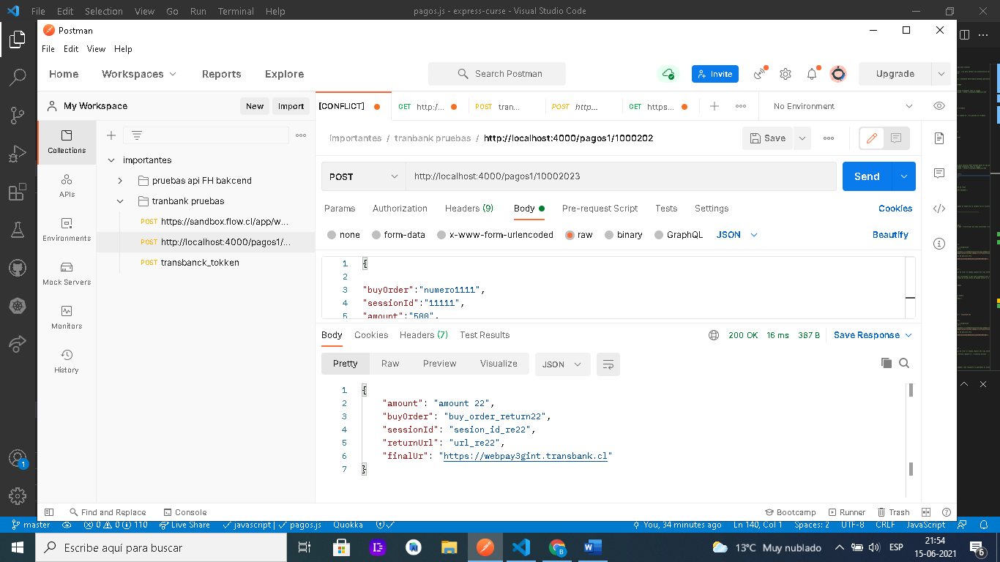 File Edit Selection View Go Run Terminal Help pagos.js - express-curse - Visual Studio Code
Postman
File Edit View Help
Home Workspaces Reports Explore Search Postman Invite Upgrade
My Workspace New Import
[CONFLICT] GET http:/... POST tran... POST http... GET https... No Environment
Collections
APIs
Environments
Mock Servers
Monitors
History
importantes
pruebas api FH bakcend
tranbank pruebas
POST https://sandbox.flow.cl/app/w...
POST http://localhost:4000/pagos1/...
POST transbanck_tokken
Importantes / tranbank pruebas / http://localhost:4000/pagos1/1000202 Save
POST http://localhost:4000/pagos1/10002023 Send
Params Authorization Headers (9) Body Pre-request Script Tests Settings Cookies
none form-data x-www-form-urlencoded raw binary GraphQL JSON Beautify
1 {
2
3 "buyOrder":"numero1111",
4 "sessionId":"11111",
5 "amount":"500",
Body Cookies Headers (7) Test Results 200 OK 16 ms 387 B Save Response
Pretty Raw Preview Visualize JSON
1 {
2 "amount": "amount 22",
3 "buyOrder": "buy_order_return22",
4 "sessionId": "sesion_id_re22",
5 "returnUrl": "url_re22",
6 "finalUr": "https://webpay3gint.transbank.cl"
7 }
Find and Replace Console Bootcamp Runner Trash
1
master 0 0 110 Live Share javascript pagos.js Quokka You, 34 minutes ago Ln 140, Col 1 Spaces: 2 UTF-8 CRLF JavaScript
Escribe aquí para buscar 13°C Muy nublado ESP 21:54
15-06-2021 6